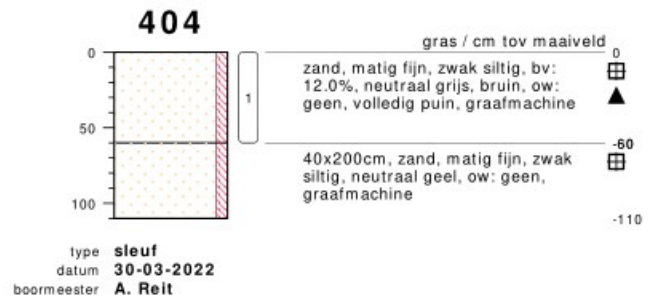 404
gras / cm tov maaiveld
0
0
zand, matig fijn, zwak siltig, bv:
12.0%, neutraal grijs, bruin, ow:
geen, volledig puin, graafmachine
1
50
-60
40x200cm, zand, matig fijn, zwak
siltig, neutraal geel, ow: geen,
graafmachine
100
-110
type sleuf
datum 30-03-2022
boormeester A. Reit